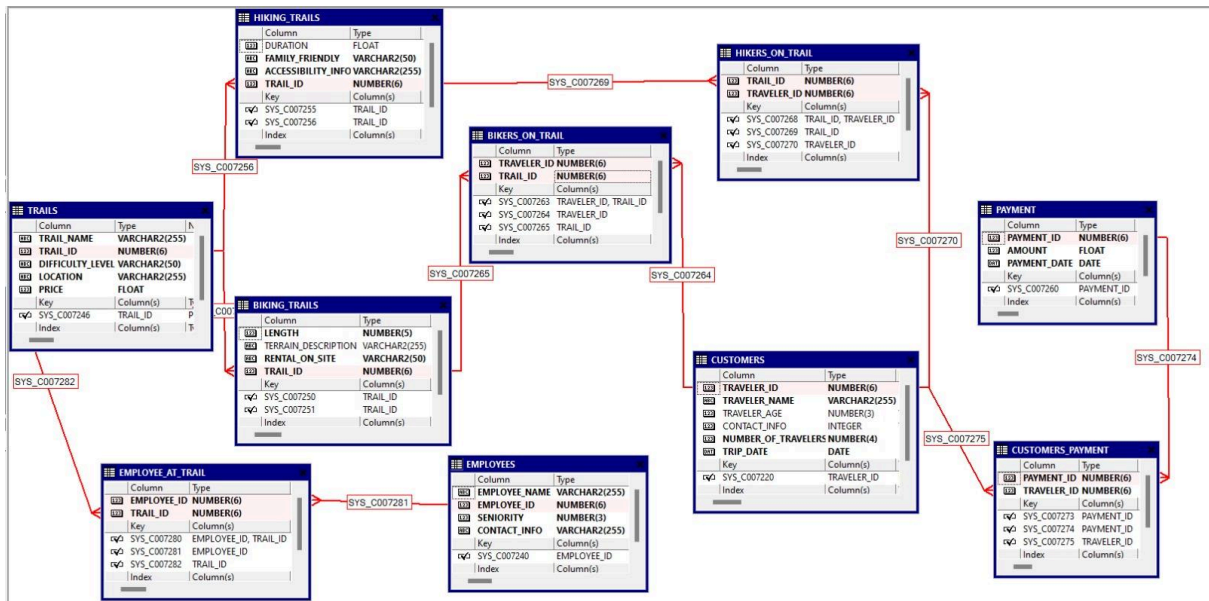 HIKING_TRAILS
Column Type
DURATION FLOAT
FAMILY_FRIENDLY VARCHAR2(50)
ACCESSIBILITY_INFO VARCHAR2(255)
TRAIL_ID NUMBER(6)
Key Column(s)
SYS_C007255 TRAIL_ID
SYS_C007256 TRAIL_ID
Index Column(s)
SYS_C007269
HIKERS_ON_TRAIL
Column Type
TRAIL_ID NUMBER(6)
TRAVELER_ID NUMBER(6)
Key Column(s)
SYS_C007268 TRAIL_ID, TRAVELER_ID
SYS_C007269 TRAIL_ID
SYS_C007270 TRAVELER_ID
Index Column(s)
SYS_C007256
BIKERS_ON_TRAIL
Column Type
TRAVELER_ID NUMBER(6)
TRAIL_ID NUMBER(6)
Key Column(s)
SYS_C007263 TRAVELER_ID, TRAIL_ID
SYS_C007264 TRAVELER_ID
SYS_C007265 TRAIL_ID
Index Column(s)
TRAILS
Column Type N
TRAIL_NAME VARCHAR2(255)
TRAIL_ID NUMBER(6)
DIFFICULTY_LEVEL VARCHAR2(50)
LOCATION VARCHAR2(255)
PRICE FLOAT
Key Column(s)
SYS_C007246 TRAIL_ID P
Index Column(s)
PAYMENT
Column Type
PAYMENT_ID NUMBER(6)
AMOUNT FLOAT
PAYMENT_DATE DATE
Key Column(s)
SYS_C007260 PAYMENT_ID
Index Column(s)
SYS_C007270
SYS_C007265
SYS_C007264
BIKING_TRAILS
Column Type
LENGTH NUMBER(5)
TERRAIN_DESCRIPTION VARCHAR2(255)
RENTAL_ON_SITE VARCHAR2(50)
TRAIL_ID NUMBER(6)
Key Column(s)
SYS_C007250 TRAIL_ID
SYS_C007251 TRAIL_ID
Index Column(s)
SYS_C007274
SYS_C007282
CUSTOMERS
Column Type
TRAVELER_ID NUMBER(6)
TRAVELER_NAME VARCHAR2(255)
TRAVELER_AGE NUMBER(3)
CONTACT_INFO INTEGER
NUMBER_OF_TRAVELERS NUMBER(4)
TRIP_DATE DATE
Key Column(s)
SYS_C007220 TRAVELER_ID
Index Column(s)
SYS_C007275
CUSTOMERS_PAYMENT
Column Type
PAYMENT_ID NUMBER(6)
TRAVELER_ID NUMBER(6)
Key Column(s)
SYS_C007273 PAYMENT_ID
SYS_C007274 PAYMENT_ID
SYS_C007275 TRAVELER_ID
Index Column(s)
EMPLOYEE_AT_TRAIL
Column Type
EMPLOYEE_ID NUMBER(6)
TRAIL_ID NUMBER(6)
Key Column(s)
SYS_C007280 EMPLOYEE_ID, TRAIL_ID
SYS_C007281 EMPLOYEE_ID
SYS_C007282 TRAIL_ID
Index Column(s)
SYS_C007281
EMPLOYEES
Column Type
EMPLOYEE_NAME VARCHAR2(255)
EMPLOYEE_ID NUMBER(6)
SENIORITY NUMBER(3)
CONTACT_INFO VARCHAR2(255)
Key Column(s)
SYS_C007240 EMPLOYEE_ID
Index Column(s)